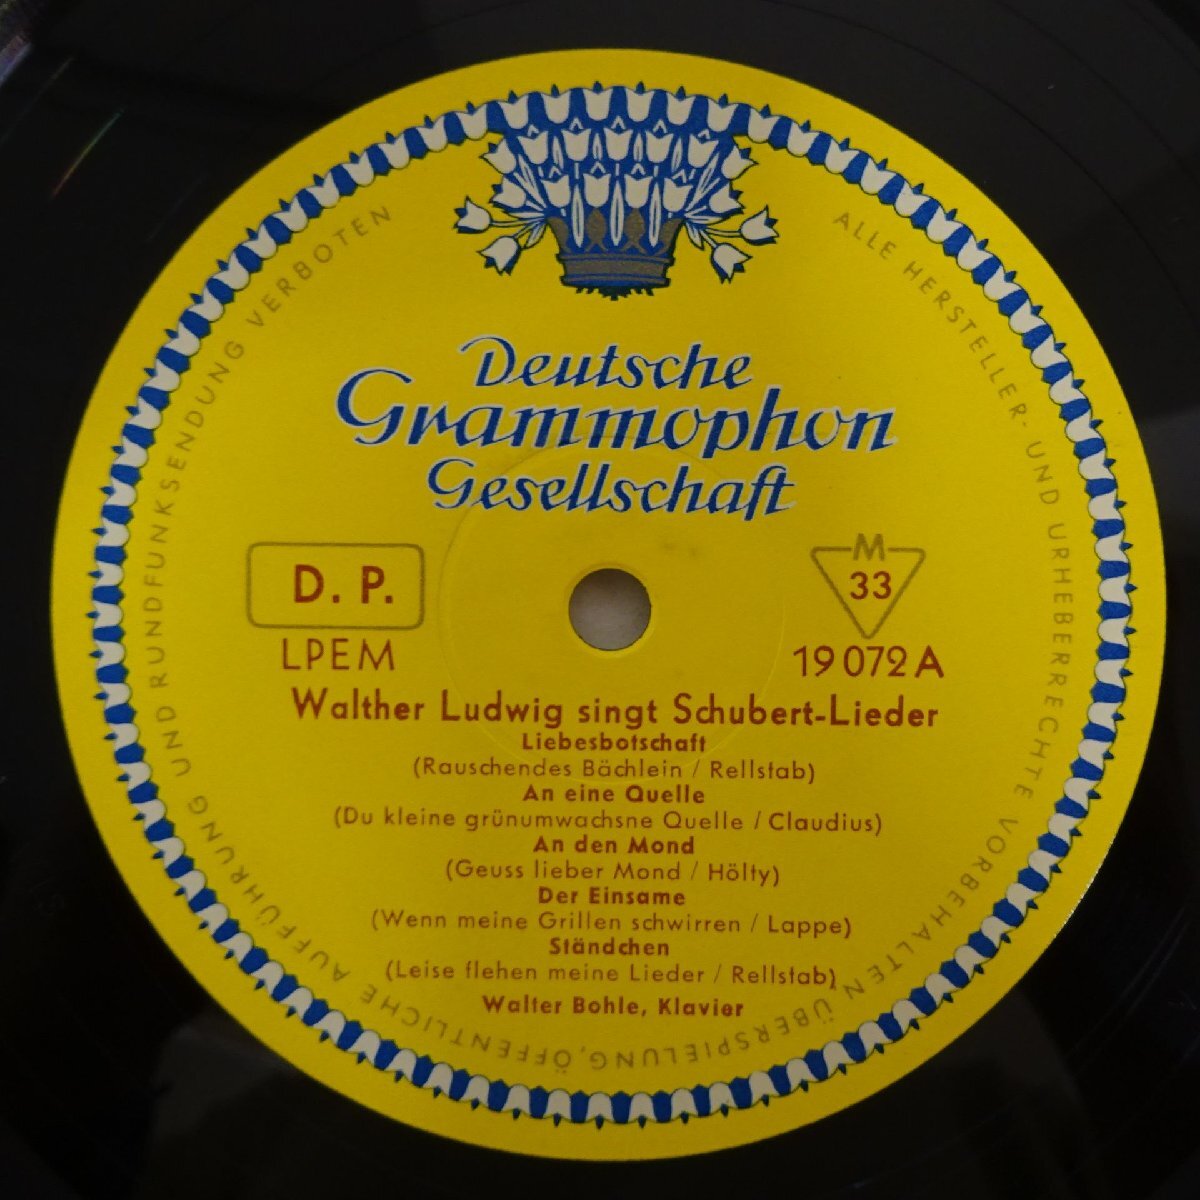 Deutsche
Grammophon
Gesellschaft
D. P.
M
33
LPEM
19 072 A
Walther Ludwig singt Schubert-Lieder
Liebesbotschaft
(Rauschendes Bächlein / Rellstab)
An eine Quelle
(Du kleine grünumwachsne Quelle / Claudius)
An den Mond
(Geuss lieber Mond / Hölty)
Der Einsame
(Wenn meine Grillen schwirren / Lappe)
Ständchen
(Leise flehen meine Lieder / Rellstab)
Walter Bohle, Klavier
ALLE HERSTELLER- UND URHEBERRECHTE VORBEHALTEN ÜBERSPIELUNG, ÖFFENTLICHE AUFFÜHRUNG UND RUNDFUNKSENDUNG VERBOTEN